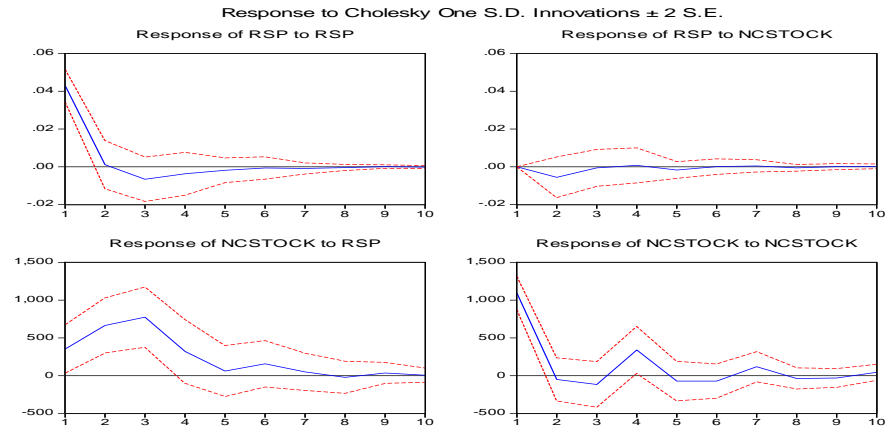 Response to Cholesky One S.D. Innovations ± 2 S.E.
Response of RSP to RSP
.06
.04
.02
.00
-.02
1 2 3 4 5 6 7 8 9 10
Response of RSP to NCSTOCK
.06
.04
.02
.00
-.02
1 2 3 4 5 6 7 8 9 10
Response of NCSTOCK to RSP
1,500
1,000
500
0
-500
1 2 3 4 5 6 7 8 9 10
Response of NCSTOCK to NCSTOCK
1,500
1,000
500
0
-500
1 2 3 4 5 6 7 8 9 10